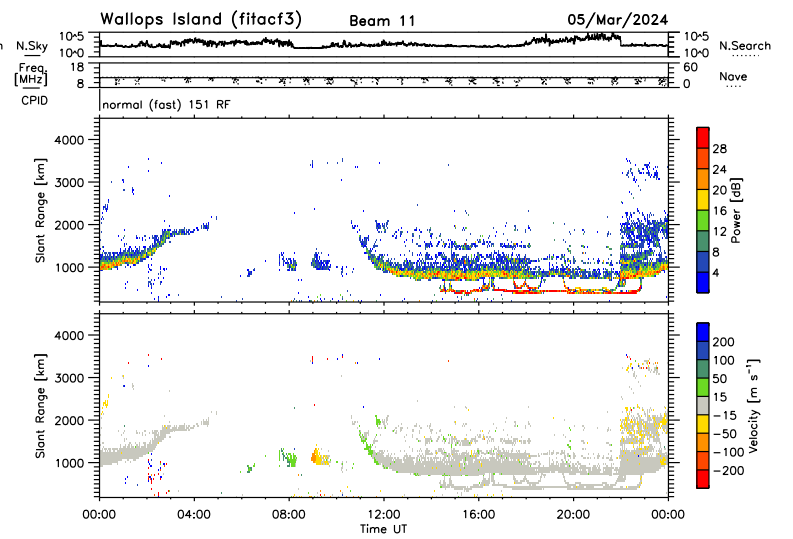 Wallops Island (fitacf3) Beam 11 05/Mar/2024
n N.Sky 10^5 10^5 N.Search
10^0 10^0
Freq. 18 60 Nave
[MHz] 8 0
CPID normal (fast) 151 RF
Slant Range [km]
4000
3000
2000
1000
28
24
20
16
12
8
4
Power [dB]
Slant Range [km]
4000
3000
2000
1000
200
100
50
15
-15
-50
-100
-200
Velocity [m s⁻¹]
00:00 04:00 08:00 12:00 16:00 20:00 00:00
Time UT